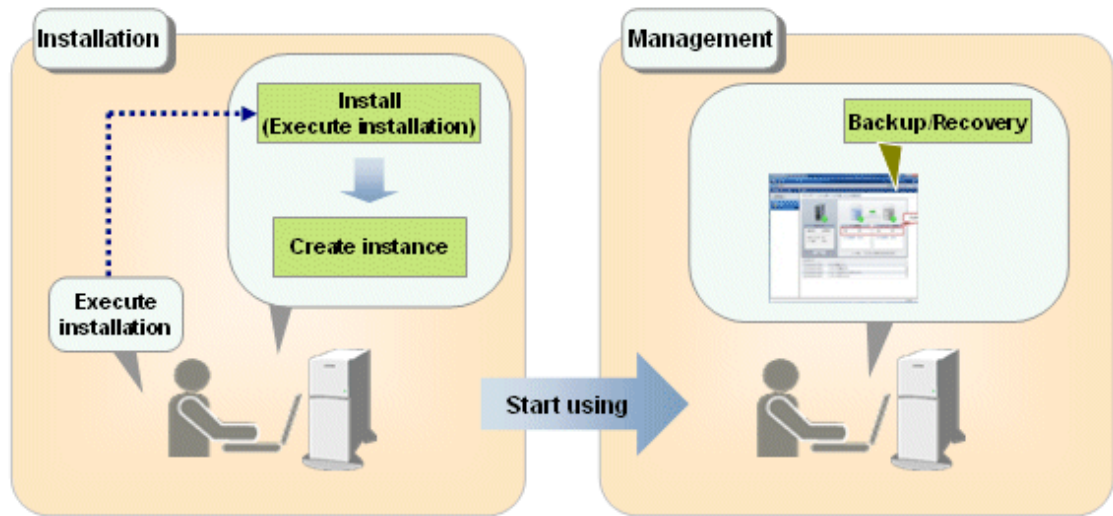 Installation
Install
(Execute installation)
Create instance
Execute
installation
Start using
Management
Backup/Recovery